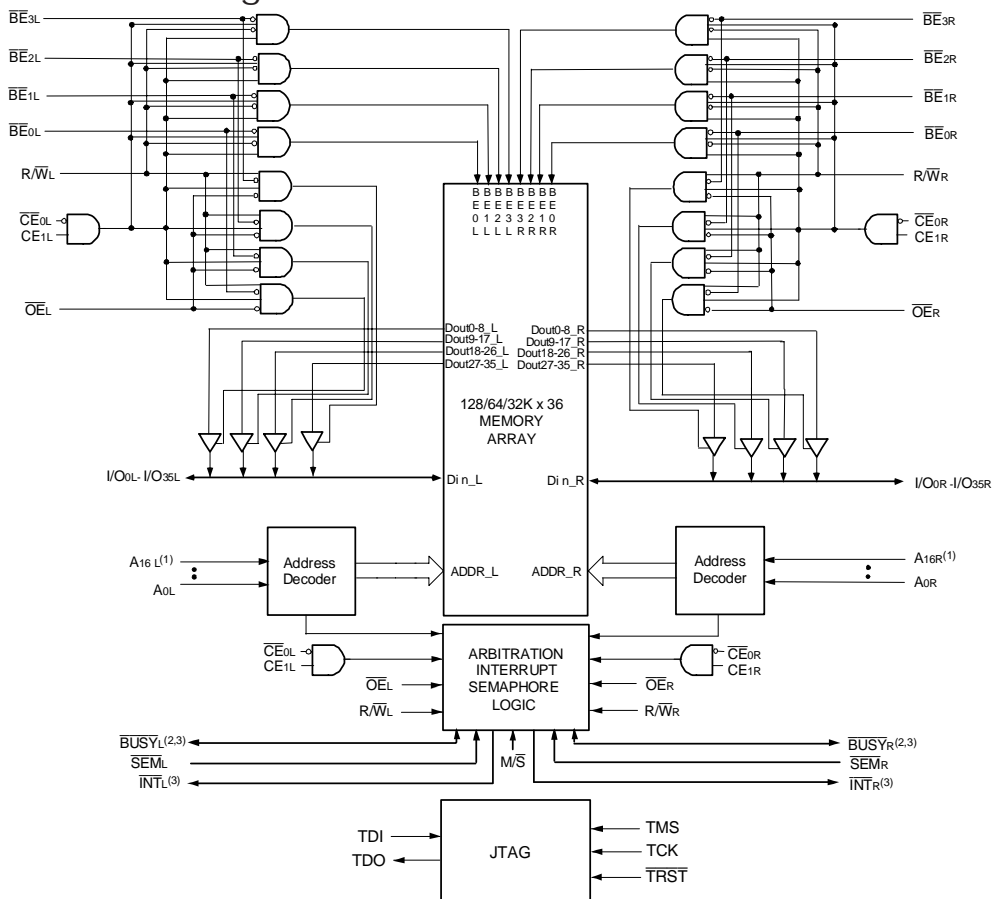 BE3L
BE2L
BE1L
BE0L
R/WL
CE0L
CE1L
OEL
BE3R
BE2R
BE1R
BE0R
R/WR
CE0R
CE1R
OER
B B B B B B B B
E E E E E E E E
0 1 2 3 3 2 1 0
L L L L R R R R
Dout0-8_L
Dout9-17_L
Dout18-26_L
Dout27-35_L
Dout0-8_R
Dout9-17_R
Dout18-26_R
Dout27-35_R
128/64/32K x 36
MEMORY
ARRAY
I/O0L- I/O35L
Din_L
Din_R
I/O0R -I/O35R
A16 L(1)
A0L
Address
Decoder
ADDR_L
ADDR_R
Address
Decoder
A16R(1)
A0R
CE0L
CE1L
OEL
R/WL
ARBITRATION
INTERRUPT
SEMAPHORE
LOGIC
CE0R
CE1R
OER
R/WR
BUSYL(2,3)
SEML
INTL(3)
M/S
BUSYR(2,3)
SEMR
INTR(3)
TDI
TDO
JTAG
TMS
TCK
TRST